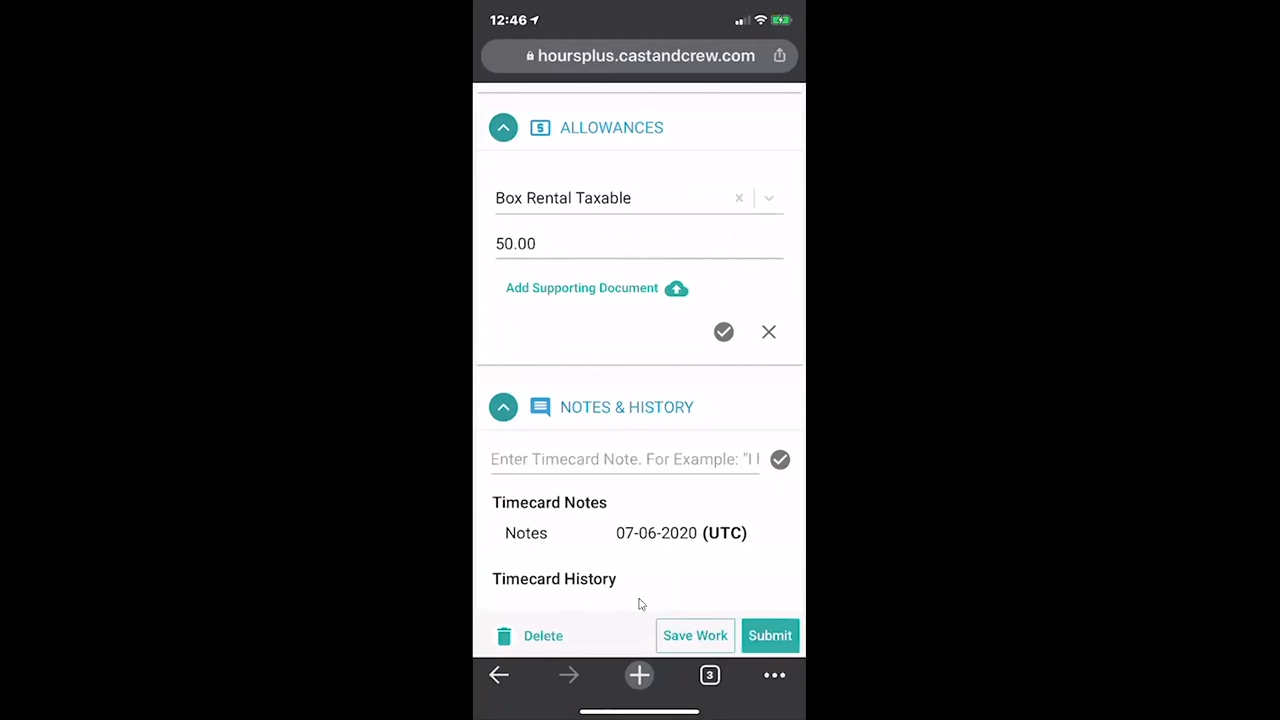 12:46
hoursplus.castandcrew.com
ALLOWANCES
Box Rental Taxable
50.00
Add Supporting Document
NOTES & HISTORY
Enter Timecard Note. For Example: "I
Timecard Notes
Notes 07-06-2020 (UTC)
Timecard History
Delete Save Work Submit
3